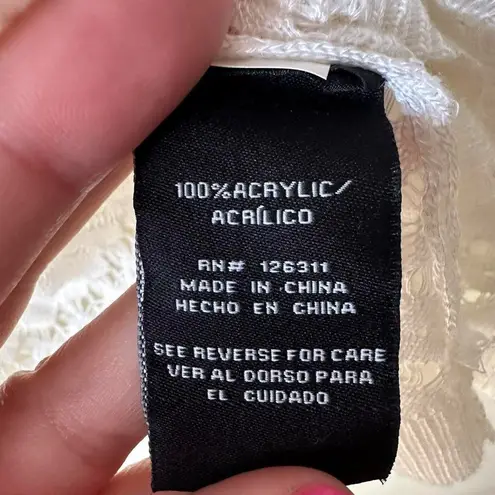 100%ACRYLIC/
ACRÍLICO
RN# 126311
MADE IN CHINA
HECHO EN CHINA
SEE REVERSE FOR CARE
VER AL DORSO PARA
EL CUIDADO